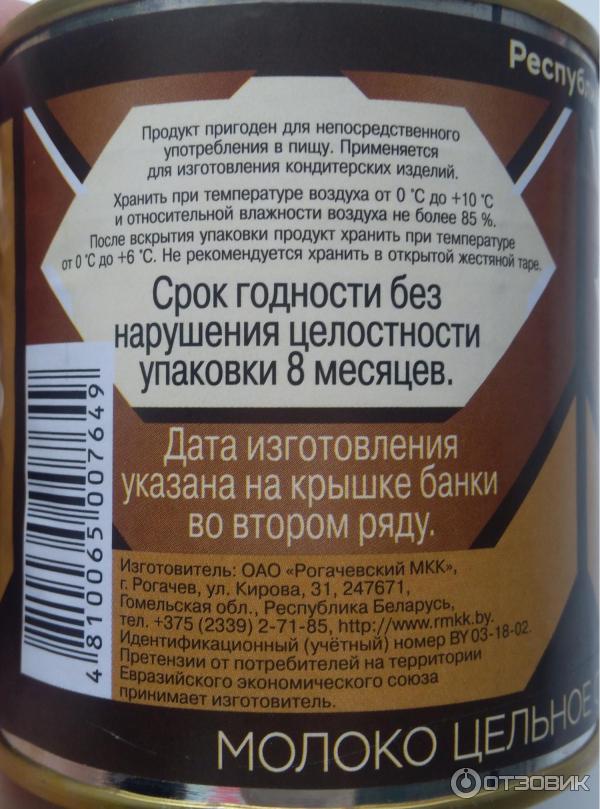 Продукт пригоден для непосредственного
употребления в пищу. Применяется
для изготовления кондитерских изделий.
Хранить при температуре воздуха от 0 °С до +10 °С
и относительной влажности воздуха не более 85 %.
После вскрытия упаковки продукт хранить при температуре
от 0 °С до +6 °С. Не рекомендуется хранить в открытой жестяной таре.
Срок годности без
нарушения целостности
упаковки 8 месяцев.
Дата изготовления
указана на крышке банки
во втором ряду.
Изготовитель: ОАО «Рогачевский МКК»,
г. Рогачев, ул. Кирова, 31, 247671,
Гомельская обл., Республика Беларусь,
тел. +375 (2339) 2-71-85, http://www.rmkk.by.
Идентификационный (учётный) номер BY 03-18-02.
Претензии от потребителей на территории
Евразийского экономического союза
принимает изготовитель.
4 810065 007649
МОЛОКО ЦЕЛЬНОЕ
ОТЗОВИК